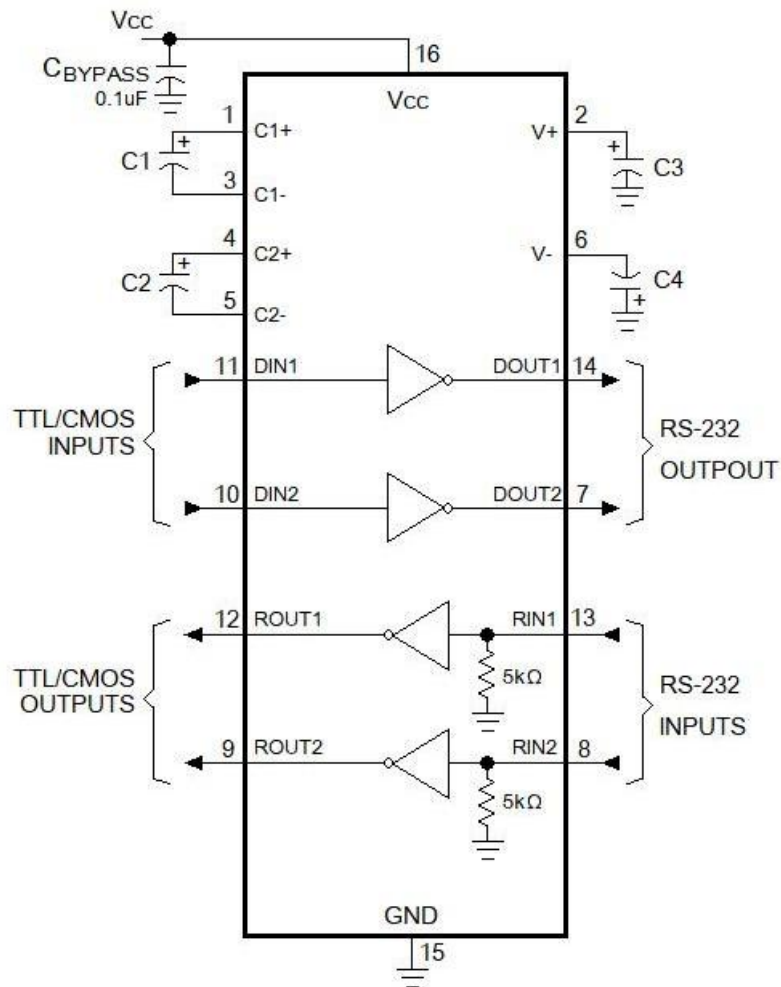 Vcc
CBYPASS
0.1uF
16
Vcc
1
C1+
V+
2
+
C1
+
C3
3
C1-
4
C2+
V-
6
+
C2
C4
+
5
C2-
11
DIN1
DOUT1
14
TTL/CMOS
INPUTS
RS-232
OUTPOUT
10
DIN2
DOUT2
7
12
ROUT1
RIN1
13
5kΩ
TTL/CMOS
OUTPUTS
RS-232
INPUTS
9
ROUT2
RIN2
8
5kΩ
GND
15